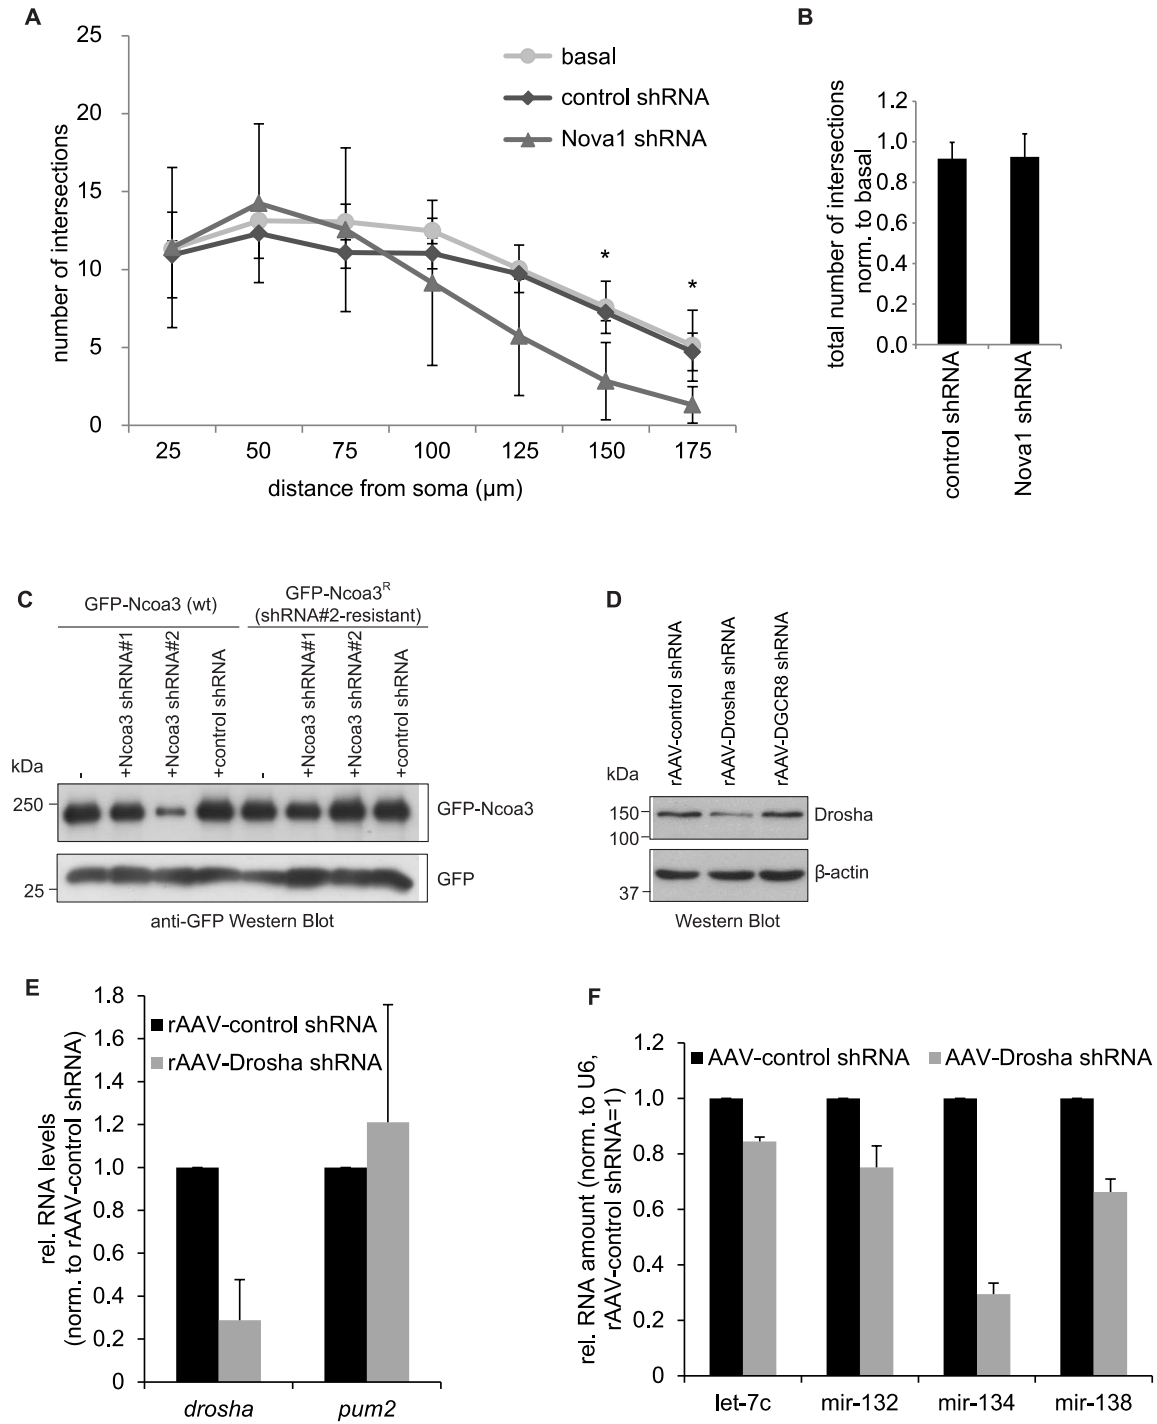 A
25
20
15
10
5
0
number of intersections
basal
control shRNA
Nova1 shRNA
*
*
25 50 75 100 125 150 175
distance from soma (µm)
B
total number of intersections
norm. to basal
1.2
1.0
0.8
0.6
0.4
0.2
0.0
control shRNA
Nova1 shRNA
C
GFP-Ncoa3 (wt)
GFP-Ncoa3R
(shRNA#2-resistant)
-
+Ncoa3 shRNA#1
+Ncoa3 shRNA#2
+control shRNA
-
+Ncoa3 shRNA#1
+Ncoa3 shRNA#2
+control shRNA
kDa
250
GFP-Ncoa3
25
GFP
anti-GFP Western Blot
D
rAAV-control shRNA
rAAV-Drosha shRNA
rAAV-DGCR8 shRNA
kDa
150
100
Drosha
37
β-actin
Western Blot
E
rel. RNA levels
(norm. to rAAV-control shRNA)
1.8
1.6
1.4
1.2
1.0
0.8
0.6
0.4
0.2
0
rAAV-control shRNA
rAAV-Drosha shRNA
drosha pum2
F
rel. RNA amount (norm. to U6,
rAAV-control shRNA=1)
1.2
1.0
0.8
0.6
0.4
0.2
0
AAV-control shRNA
AAV-Drosha shRNA
let-7c mir-132 mir-134 mir-138